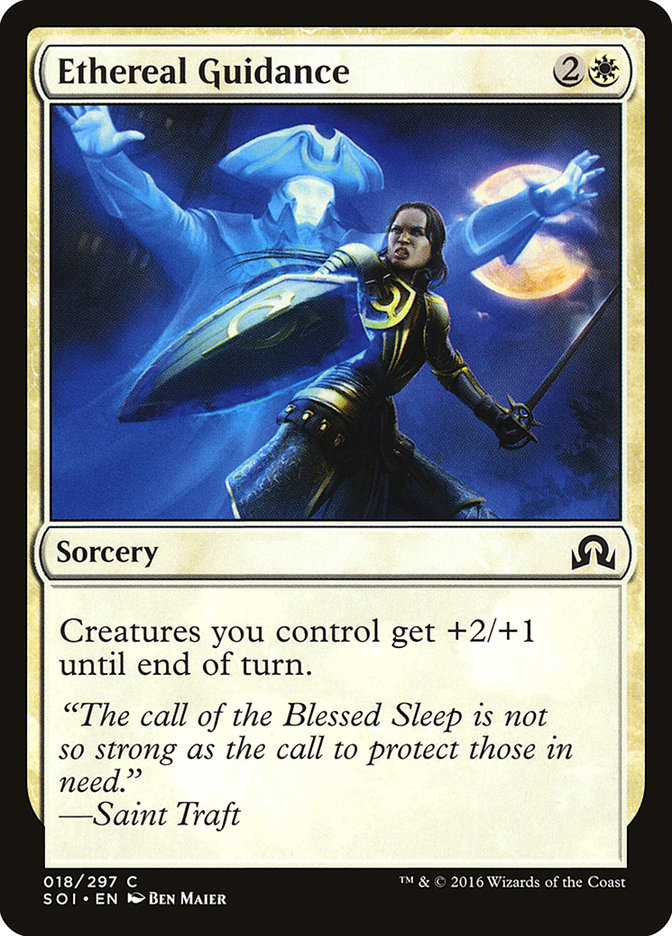 Ethereal Guidance 2
Sorcery
Creatures you control get +2/+1
until end of turn.
“The call of the Blessed Sleep is not
so strong as the call to protect those in
need.”
—Saint Traft
018/297 C
SOI • EN Ben Maier
™ & © 2016 Wizards of the Coast